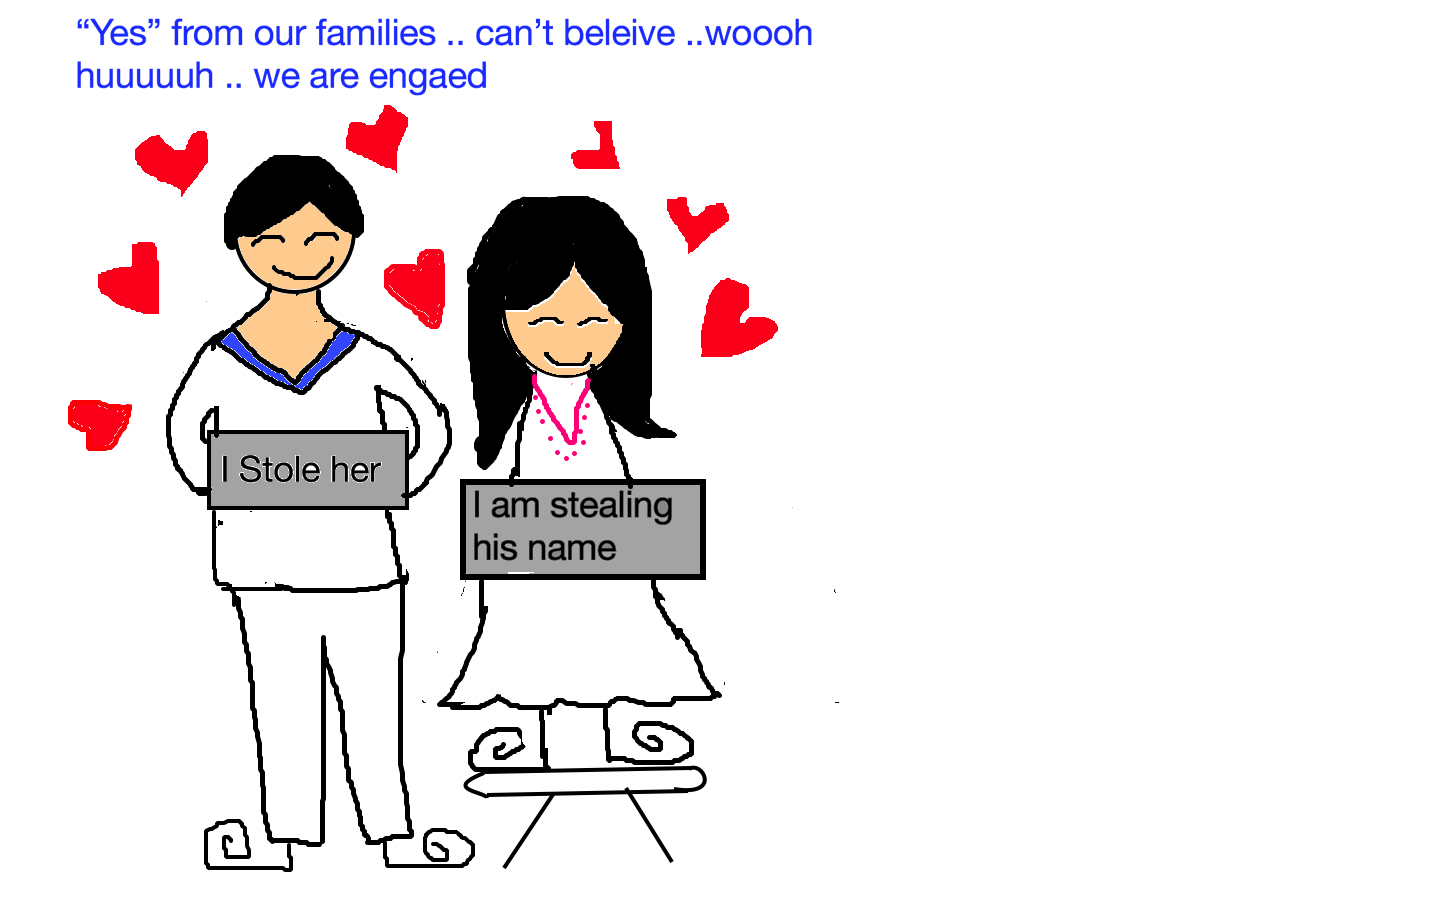 “Yes” from our families .. can’t beleive ..woooh
huuuuuh .. we are engaed
I Stole her
I am stealing
his name